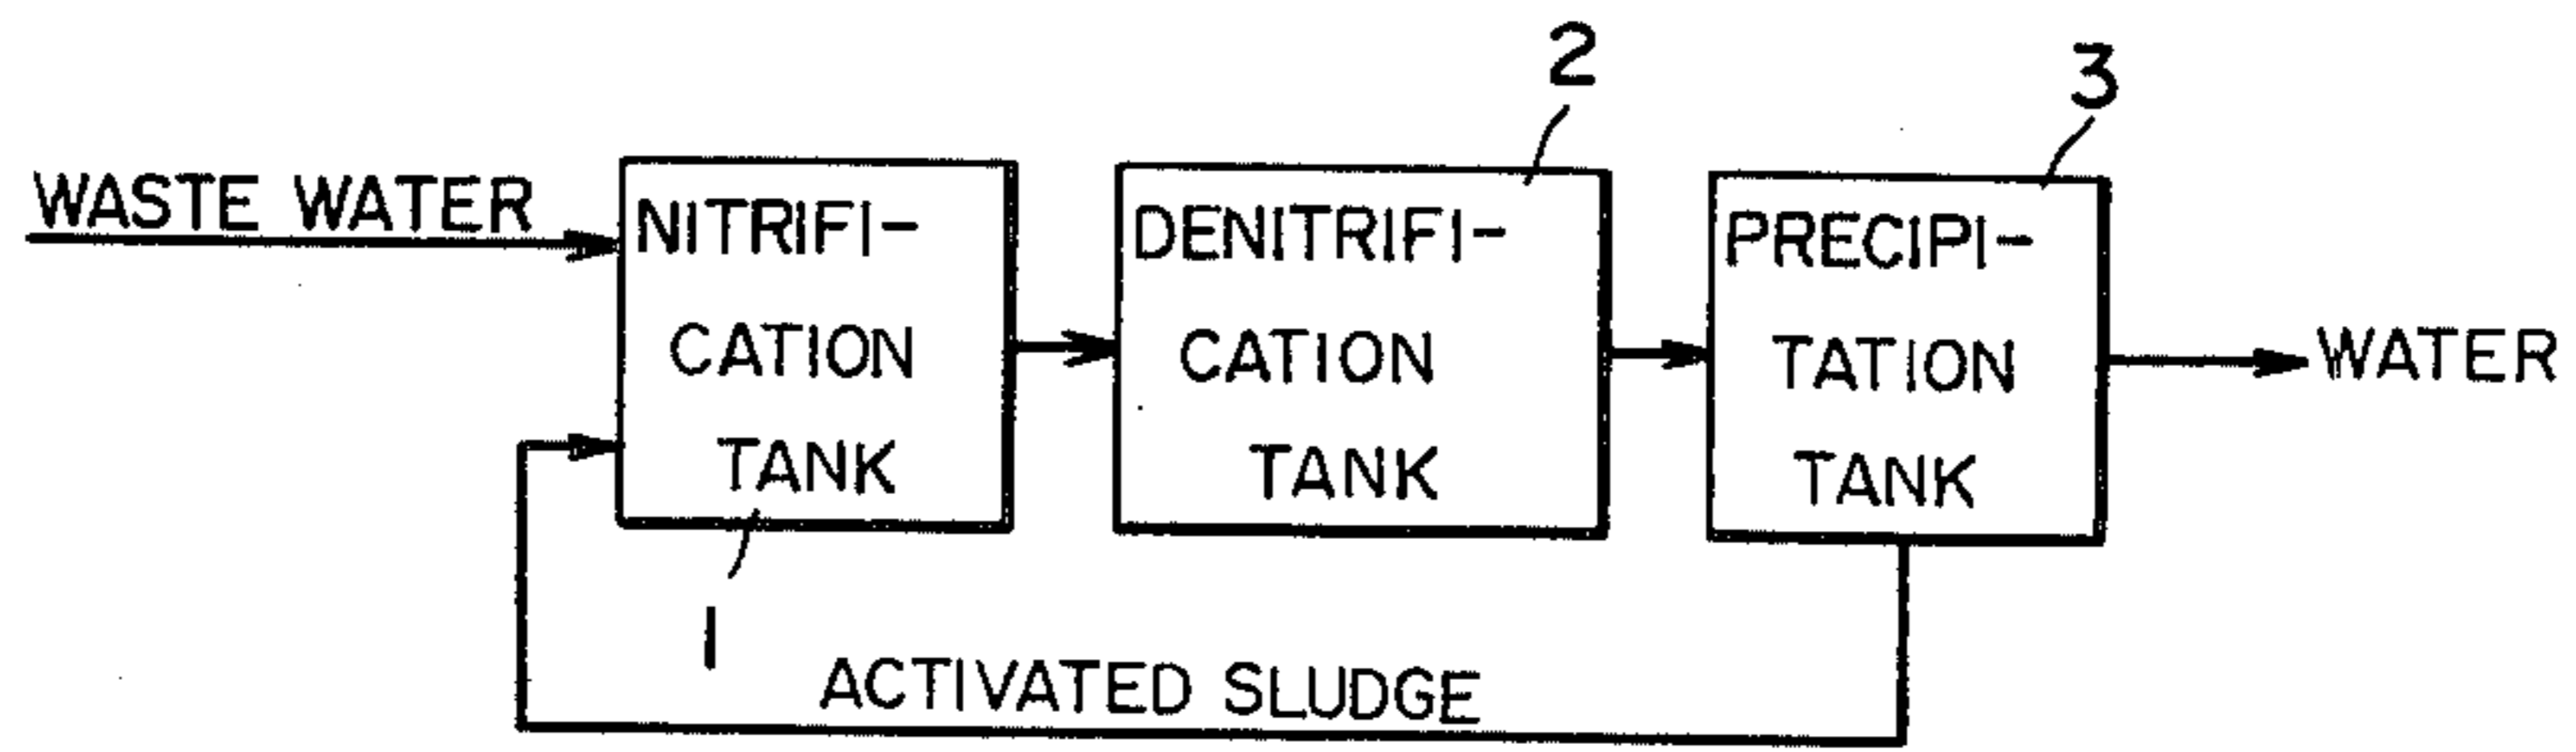 2
3
WASTE WATER
NITRIFI-
CATION
TANK
DENITRIFI-
CATION
TANK
PRECIPI-
TATION
TANK
WATER
1
ACTIVATED SLUDGE